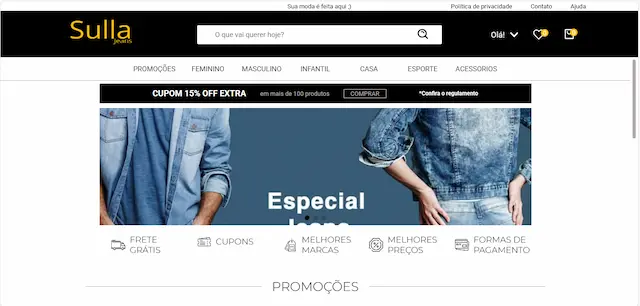 Sua moda é feita aqui ;)
Política de privacidade
Contato
Ajuda
Sulla
jeans
O que vai querer hoje?
Olá!
PROMOÇÕES
FEMININO
MASCULINO
INFANTIL
CASA
ESPORTE
ACESSORIOS
CUPOM 15% OFF EXTRA
em mais de 100 produtos
COMPRAR
*Confira o regulamento
Especial
Jeans
FRETE
GRÁTIS
CUPONS
MELHORES
MARCAS
MELHORES
PREÇOS
FORMAS DE
PAGAMENTO
PROMOÇÕES